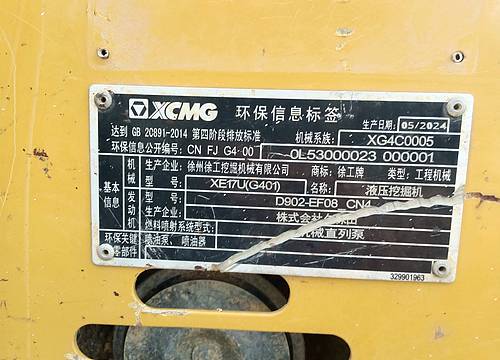 XCMG 环保信息标签
达到 GB 20891-2014 第四阶段排放标准
生产日期: 05/2024
机械系族: XG4C0005
环保信息公开编号: CN FJ G4 00 0L53000023 000001
基本信息
机械
生产企业: 徐州徐工挖掘机械有限公司 商标: 徐工牌 类型: 工程机械
型号: XE17U(G401) 名称: 液压挖掘机
发动机
型号: D902-EF08 CN4
生产企业: 株式会社
燃料喷射系统型式: 直列泵
环保关键零部件 喷油泵、喷油器
329901963